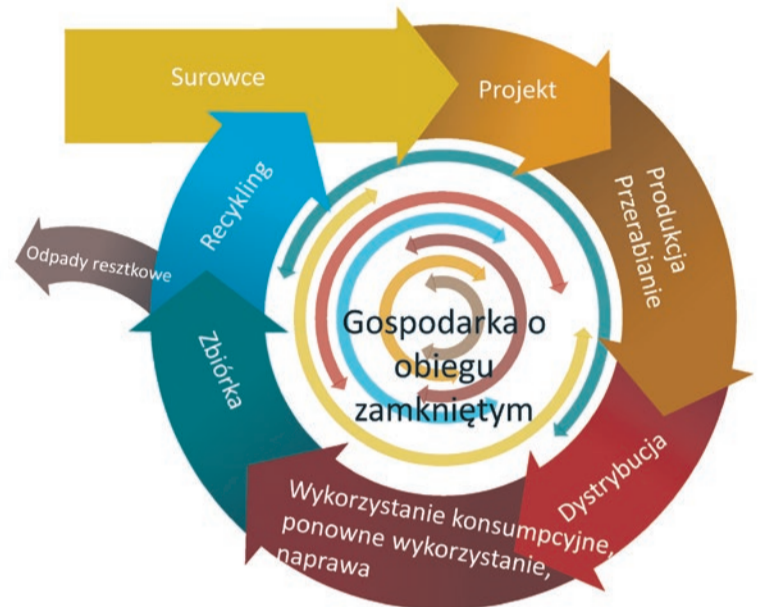 Surowce
Projekt
Produkcja
Przerabianie
Dystrybucja
Wykorzystanie konsumpcyjne,
ponowne wykorzystanie,
naprawa
Zbiórka
Recykling
Odpady resztkowe
Gospodarka o
obiegu
zamkniętym